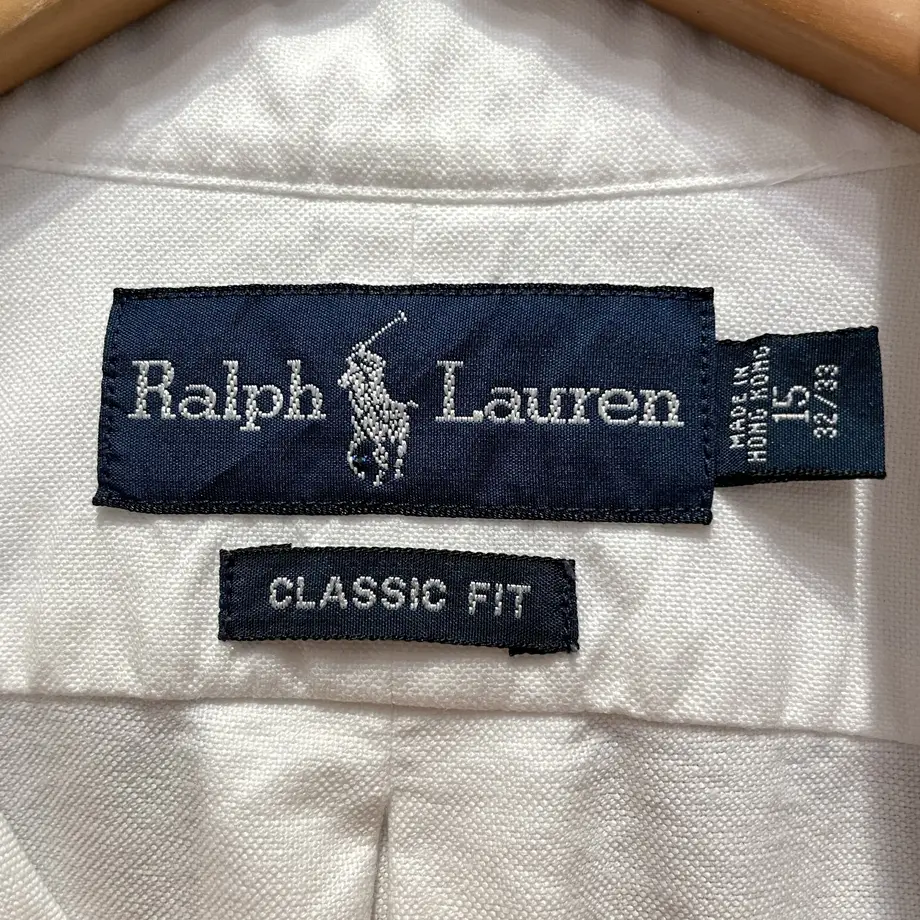 Ralph Lauren
MADE IN
HONG KONG
15
32/33
CLASSIC FIT